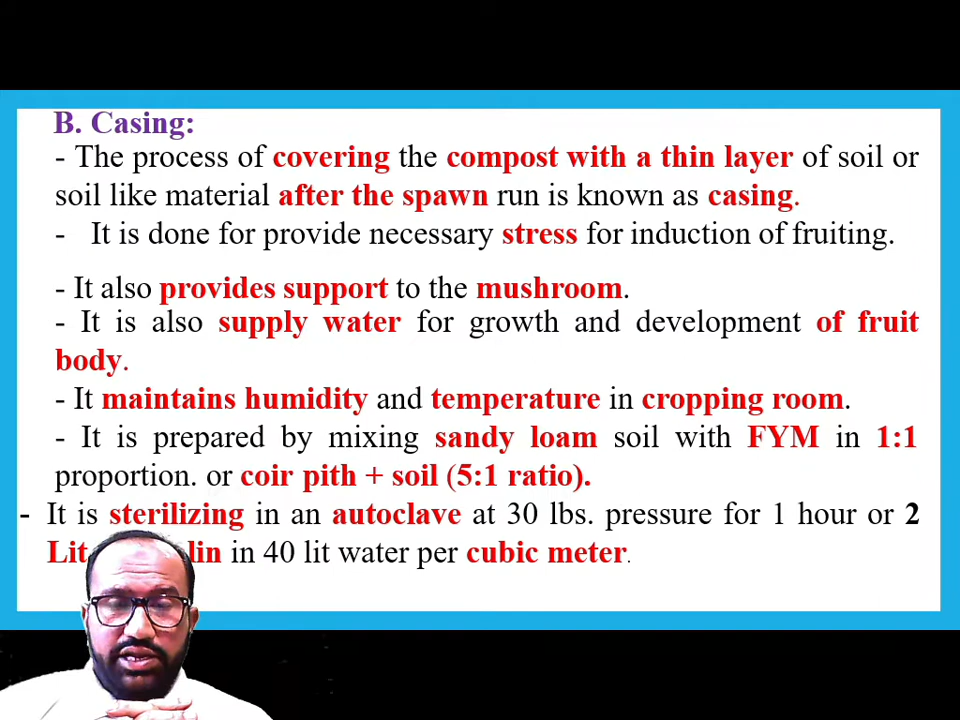 B. Casing:
- The process of covering the compost with a thin layer of soil or
soil like material after the spawn run is known as casing.
- It is done for provide necessary stress for induction of fruiting.
- It also provides support to the mushroom.
- It is also supply water for growth and development of fruit
body.
- It maintains humidity and temperature in cropping room.
- It is prepared by mixing sandy loam soil with FYM in 1:1
proportion. or coir pith + soil (5:1 ratio).
- It is sterilizing in an autoclave at 30 lbs. pressure for 1 hour or 2
Lit in 40 lit water per cubic meter.